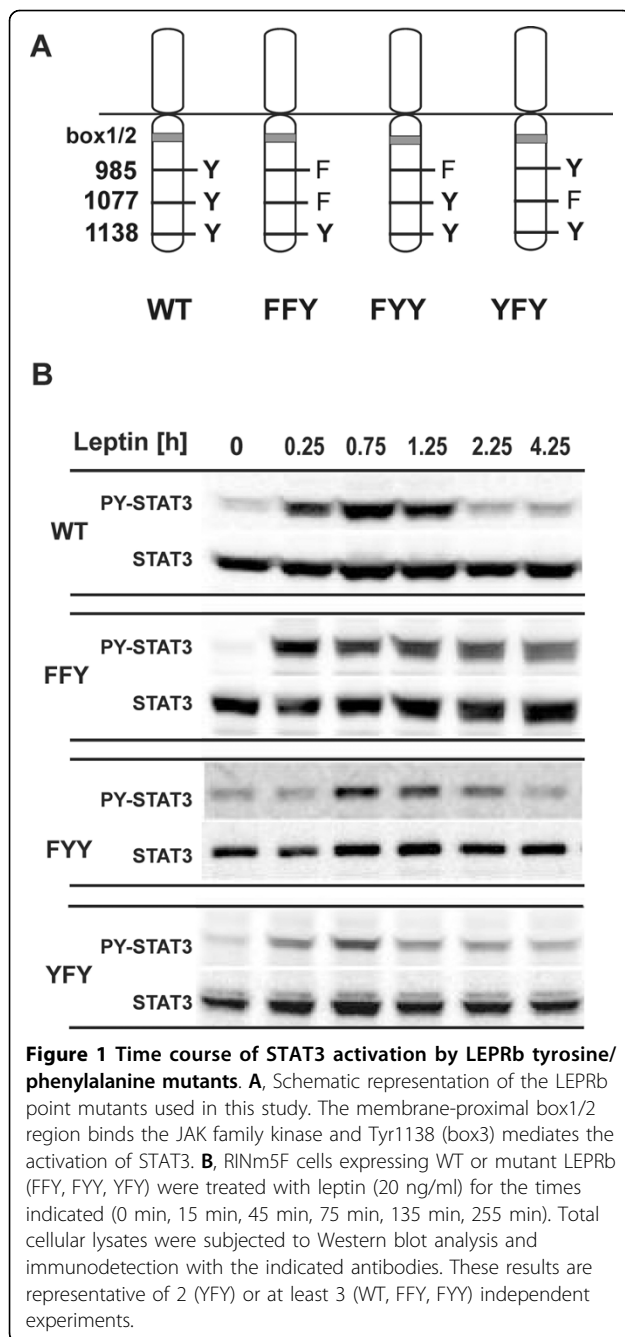 A
box1/2
985 Y F F Y
1077 Y F Y F
1138 Y Y Y Y
WT FFY FYY YFY
B
Leptin [h] 0 0.25 0.75 1.25 2.25 4.25
PY-STAT3
WT
STAT3
PY-STAT3
FFY
STAT3
PY-STAT3
FYY
STAT3
PY-STAT3
YFY
STAT3
Figure 1 Time course of STAT3 activation by LEPRb tyrosine/
phenylalanine mutants. A, Schematic representation of the LEPRb
point mutants used in this study. The membrane-proximal box1/2
region binds the JAK family kinase and Tyr1138 (box3) mediates the
activation of STAT3. B, RINm5F cells expressing WT or mutant LEPRb
(FFY, FYY, YFY) were treated with leptin (20 ng/ml) for the times
indicated (0 min, 15 min, 45 min, 75 min, 135 min, 255 min). Total
cellular lysates were subjected to Western blot analysis and
immunodetection with the indicated antibodies. These results are
representative of 2 (YFY) or at least 3 (WT, FFY, FYY) independent
experiments.